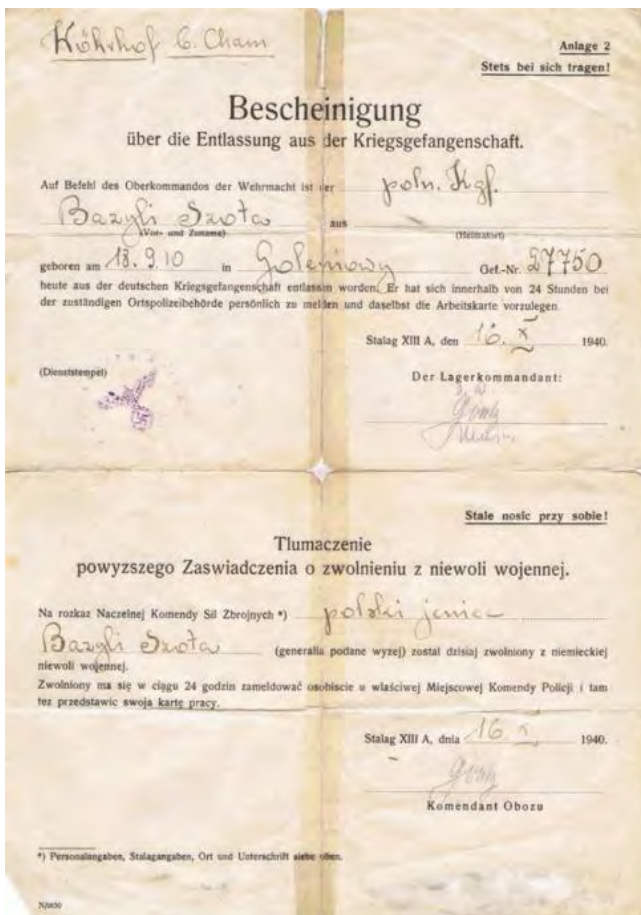 Köhrhof b. Cham
Anlage 2
Stets bei sich tragen!
Bescheinigung
über die Entlassung aus der Kriegsgefangenschaft.
Auf Befehl des Oberkommandos der Wehrmacht ist der poln. Kgf.
Bazyli Szota aus
(Vor- und Zuname) (Heimatort)
geboren am 18.9.10 in Goleniowy Gef.-Nr. 27750
heute aus der deutschen Kriegsgefangenschaft entlassen worden. Er hat sich innerhalb von 24 Stunden bei
der zuständigen Ortspolizeibehörde persönlich zu melden und daselbst die Arbeitskarte vorzulegen.
Stalag XIII A, den 16. X 1940.
(Dienststempel)
Der Lagerkommandant:
Stale nosic przy sobie!
Tlumaczenie
powyzszego Zaswiadczenia o zwolnieniu z niewoli wojennej.
Na rozkaz Naczelnej Komendy Sil Zbrojnych *) polski jeniec
Bazyli Szota (generalia podane wyzej) zostal dzisiaj zwolniony z niemieckiej
niewoli wojennej.
Zwolniony ma się w ciągu 24 godzin zameldować osobiscie u właściwej Miejscowej Komendy Policji i tam
tez przedstawic swoja kartę pracy.
Stalag XIII A, dnia 16. X 1940.
Komendant Obozu
*) Personalangaben, Stalagangaben, Ort und Unterschrift siehe oben.